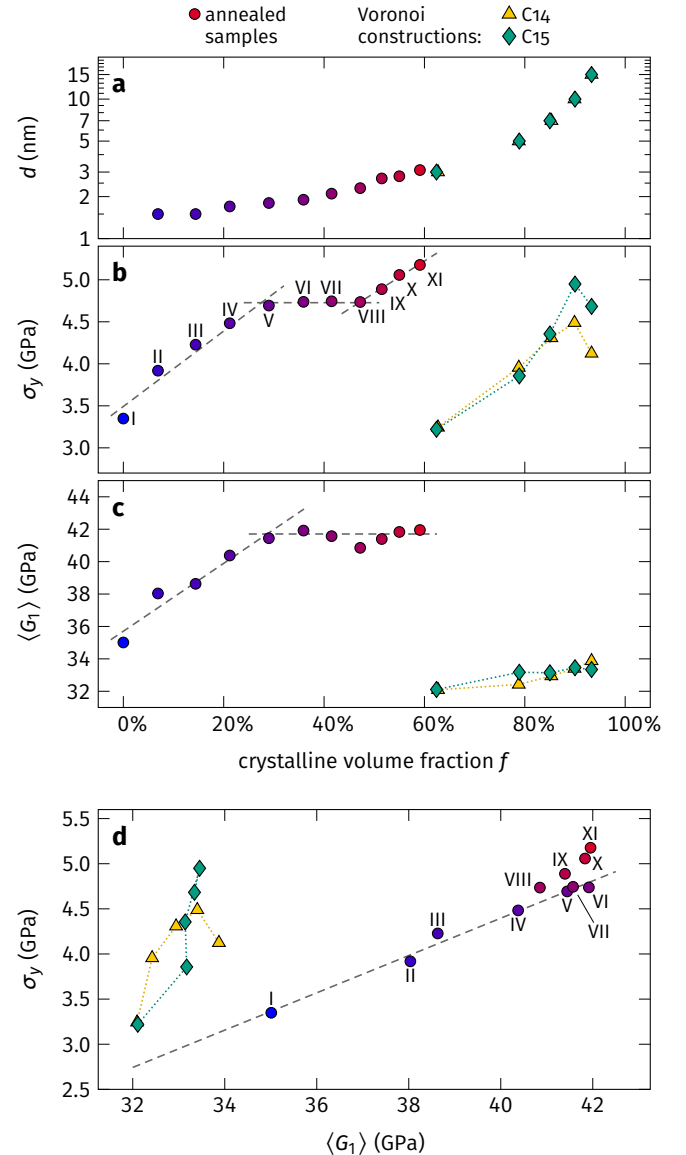 annealed samples
Voronoi constructions:
C14
C15
a
15
10
7
5
3
2
1
d (nm)
b
5.0
4.5
4.0
3.5
3.0
σy (GPa)
I
II
III
IV
V
VI
VII
VIII
IX
X
XI
c
44
42
40
38
36
34
32
⟨G1⟩ (GPa)
0%
20%
40%
60%
80%
100%
crystalline volume fraction f
d
5.5
5.0
4.5
4.0
3.5
3.0
2.5
σy (GPa)
I
II
III
IV
V
VI
VII
VIII
IX
X
XI
32
34
36
38
40
42
⟨G1⟩ (GPa)